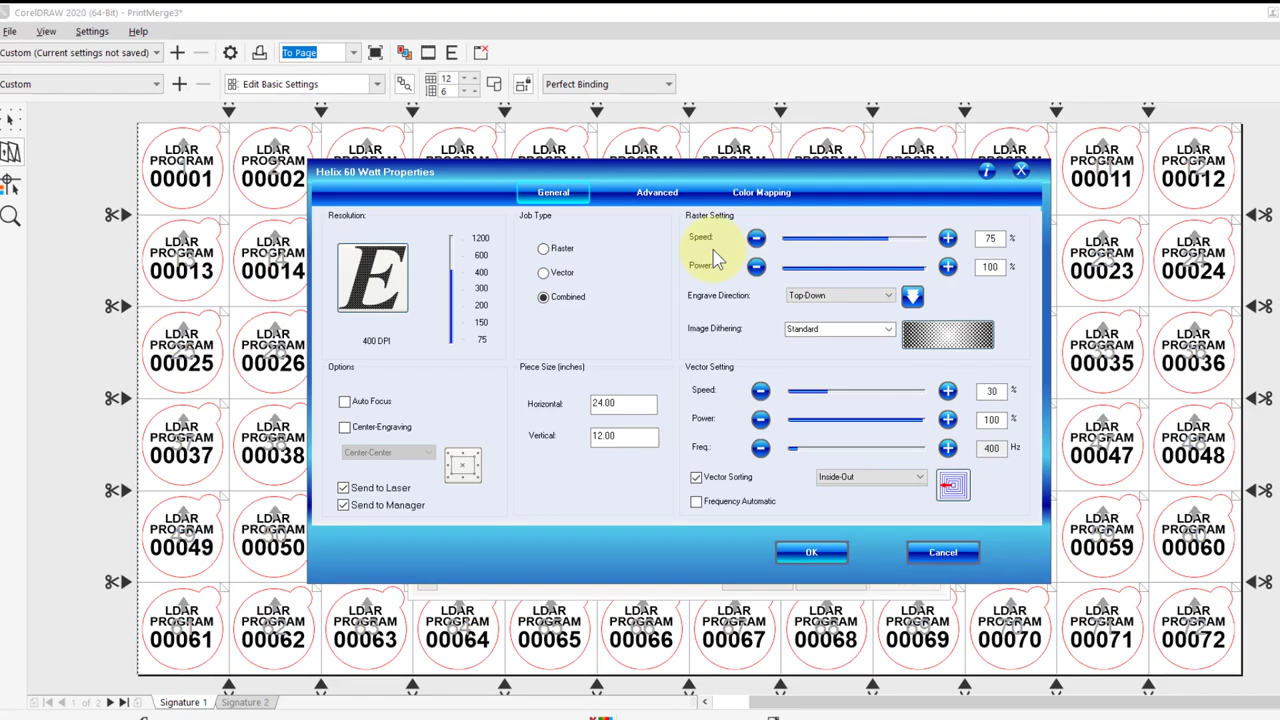 CorelDRAW 2020 (64-Bit) - PrintMerge3*
File View Settings Help
Custom (Current settings not saved) To Page
Custom Edit Basic Settings 12 6 Perfect Binding
LDAR PROGRAM 00001
LDAR PROGRAM 00002
LDAR PROGRAM 00011
LDAR PROGRAM 00012
00013
00014
00023
00024
LDAR PROGRAM 00025
LDAR PROGRAM 00026
LDAR PROGRAM 00035
LDAR PROGRAM 00036
LDAR PROGRAM 00037
LDAR PROGRAM 00038
LDAR PROGRAM 00047
LDAR PROGRAM 00048
LDAR PROGRAM 00049
LDAR PROGRAM 00050
LDAR PROGRAM 00059
LDAR PROGRAM 00060
LDAR PROGRAM 00061
LDAR PROGRAM 00062
LDAR PROGRAM 00063
LDAR PROGRAM 00064
LDAR PROGRAM 00065
LDAR PROGRAM 00066
LDAR PROGRAM 00067
LDAR PROGRAM 00068
LDAR PROGRAM 00069
LDAR PROGRAM 00070
LDAR PROGRAM 00071
LDAR PROGRAM 00072
Helix 60 Watt Properties
General Advanced Color Mapping
Resolution:
E
1200
600
400
300
200
150
75
400 DPI
Job Type
Raster
Vector
Combined
Raster Setting
Speed: 75 %
Power: 100 %
Engrave Direction: Top-Down
Image Dithering: Standard
Options
Auto Focus
Center-Engraving
Center-Center
Send to Laser
Send to Manager
Piece Size (inches)
Horizontal: 24.00
Vertical: 12.00
Vector Setting
Speed: 30 %
Power: 100 %
Freq.: 400 Hz
Vector Sorting Inside-Out
Frequency Automatic
OK Cancel
1 of 2 Signature 1 Signature 2